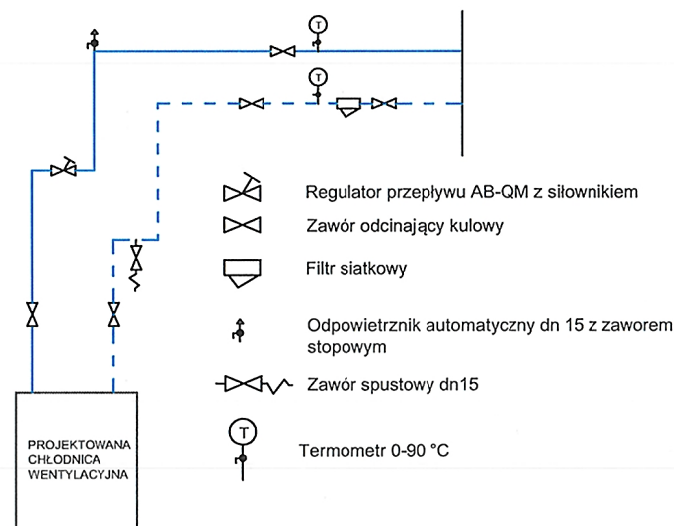 T
T
Regulator przepływu AB-QM z siłownikiem
Zawór odcinający kulowy
Filtr siatkowy
Odpowietrznik automatyczny dn 15 z zaworem
stopowym
Zawór spustowy dn15
T
Termometr 0-90 °C
PROJEKTOWANA
CHŁODNICA
WENTYLACYJNA